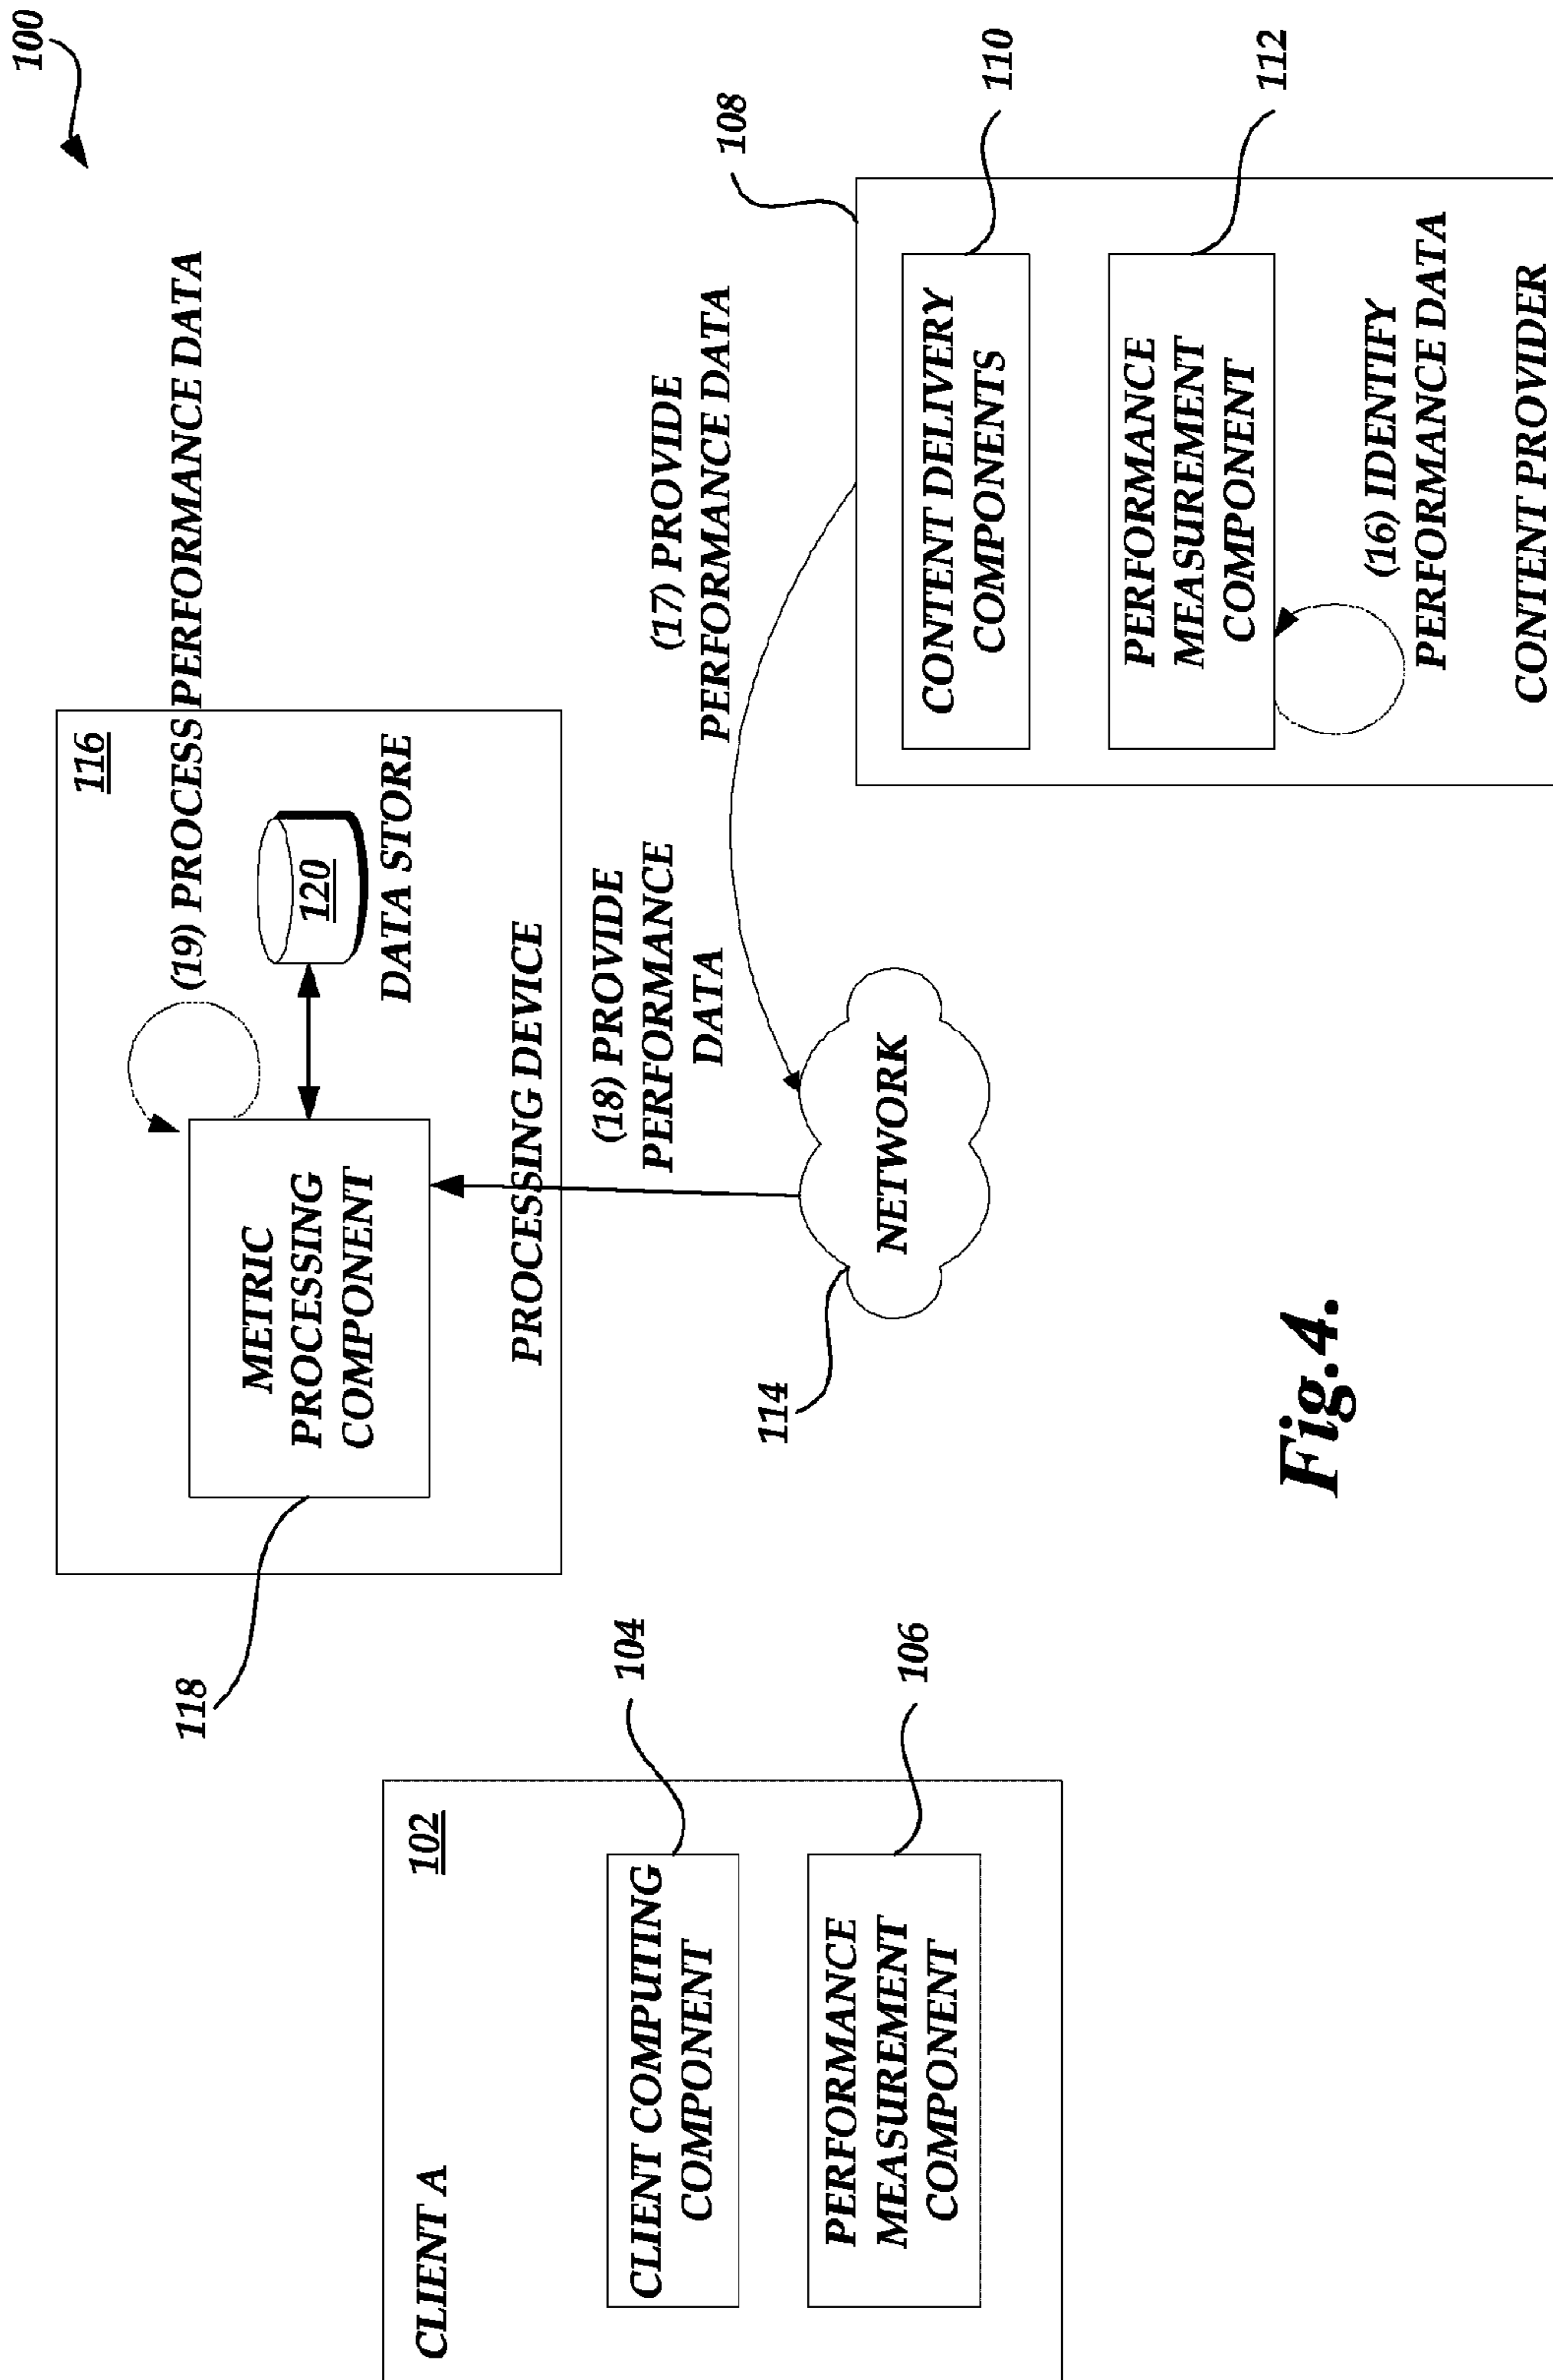 100
116
(19) PROCESS PERFORMANCE DATA
120
DATA STORE
METRIC
PROCESSING
COMPONENT
PROCESSING DEVICE
118
CLIENT A
102
CLIENT COMPUTING
COMPONENT
104
PERFORMANCE
MEASUREMENT
COMPONENT
106
(18) PROVIDE
PERFORMANCE
DATA
NETWORK
114
(17) PROVIDE
PERFORMANCE DATA
108
CONTENT DELIVERY
COMPONENTS
110
PERFORMANCE
MEASUREMENT
COMPONENT
112
(16) IDENTIFY
PERFORMANCE DATA
CONTENT PROVIDER
Fig.4.